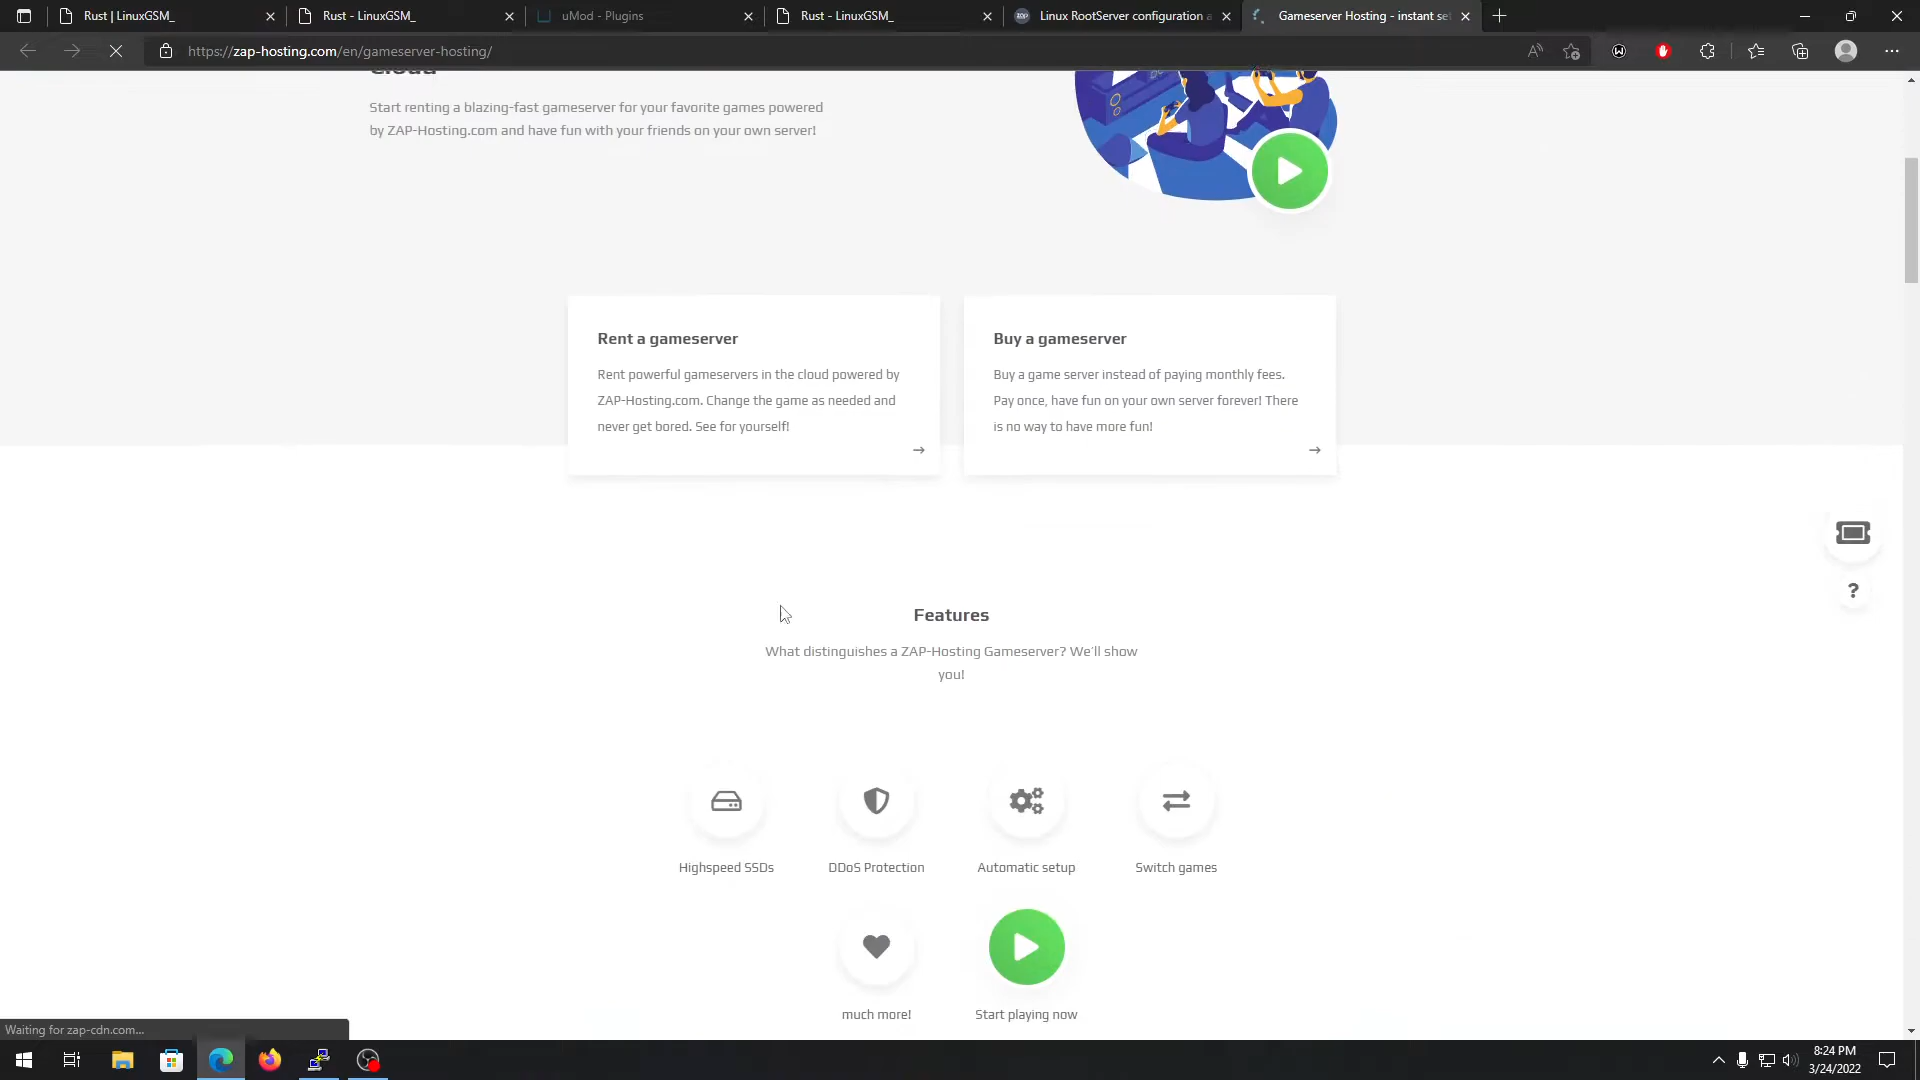 Rust | LinuxGSM_
Rust - LinuxGSM_
uMod - Plugins
Rust - LinuxGSM_
Linux RootServer configuration a
Gameserver Hosting - instant se
https://zap-hosting.com/en/gameserver-hosting/
Cloud
Start renting a blazing-fast gameserver for your favorite games powered
by ZAP-Hosting.com and have fun with your friends on your own server!
Rent a gameserver
Rent powerful gameservers in the cloud powered by
ZAP-Hosting.com. Change the game as needed and
never get bored. See for yourself!
Buy a gameserver
Buy a game server instead of paying monthly fees.
Pay once, have fun on your own server forever! There
is no way to have more fun!
?
Features
What distinguishes a ZAP-Hosting Gameserver? We'll show
you!
Highspeed SSDs
DDoS Protection
Automatic setup
Switch games
much more!
Start playing now
Waiting for zap-cdn.com...
8:24 PM
3/24/2022